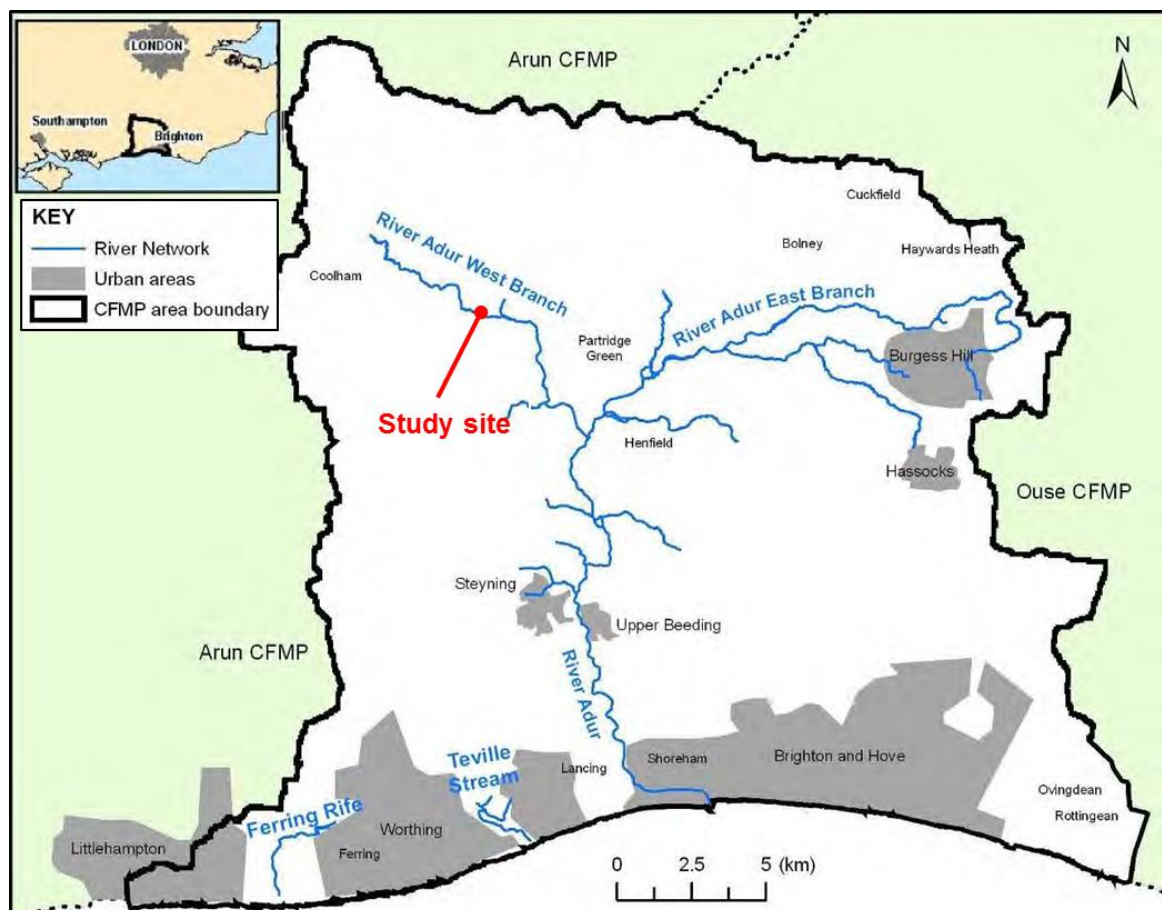 LONDON
Southampton
Brighton
N
Arun CFMP
KEY
River Network
Urban areas
CFMP area boundary
Cuckfield
Bolney
Haywards Heath
River Adur West Branch
Coolham
River Adur East Branch
Partridge
Green
Burgess Hill
Study site
Henfield
Hassocks
Ouse CFMP
Steyning
Upper Beeding
Arun CFMP
River Adur
Teville
Stream
Lancing
Shoreham
Brighton and Hove
Ovingdean
Rottingean
Ferring Rife
Worthing
Littlehampton
Ferring
0 2.5 5 (km)